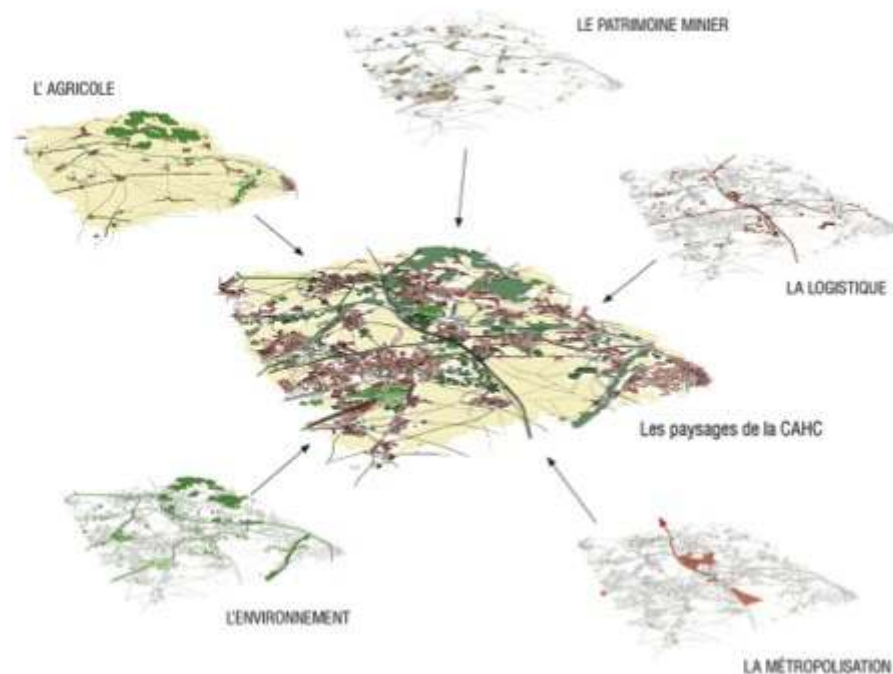 LE PATRIMOINE MINIER
L' AGRICOLE
LA LOGISTIQUE
Les paysages de la CAHC
L'ENVIRONNEMENT
LA MÉTROPOLISATION